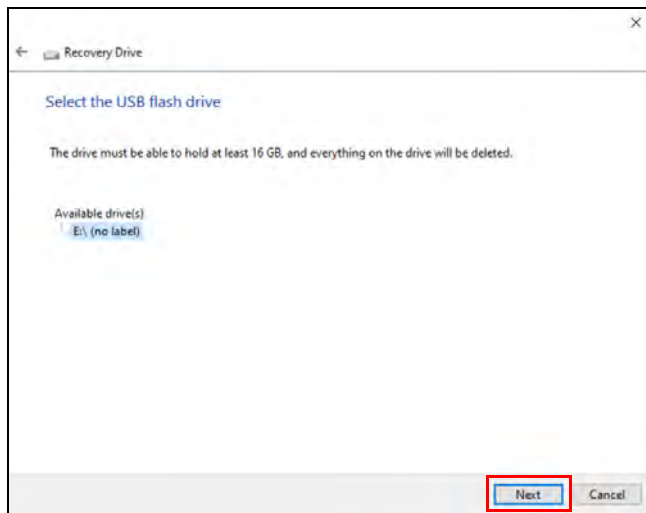 Recovery Drive
Select the USB flash drive
The drive must be able to hold at least 16 GB, and everything on the drive will be deleted.
Available drive(s)
E:\ (no label)
Next Cancel